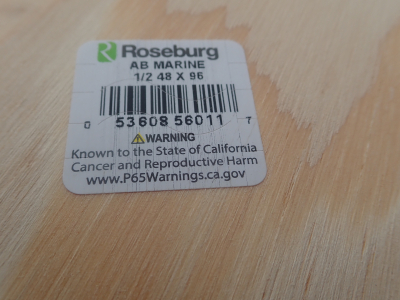 Roseburg
AB MARINE
1/2 48 X 96
0 53608 56011 7
WARNING
Known to the State of California
Cancer and Reproductive Harm
www.P65Warnings.ca.gov